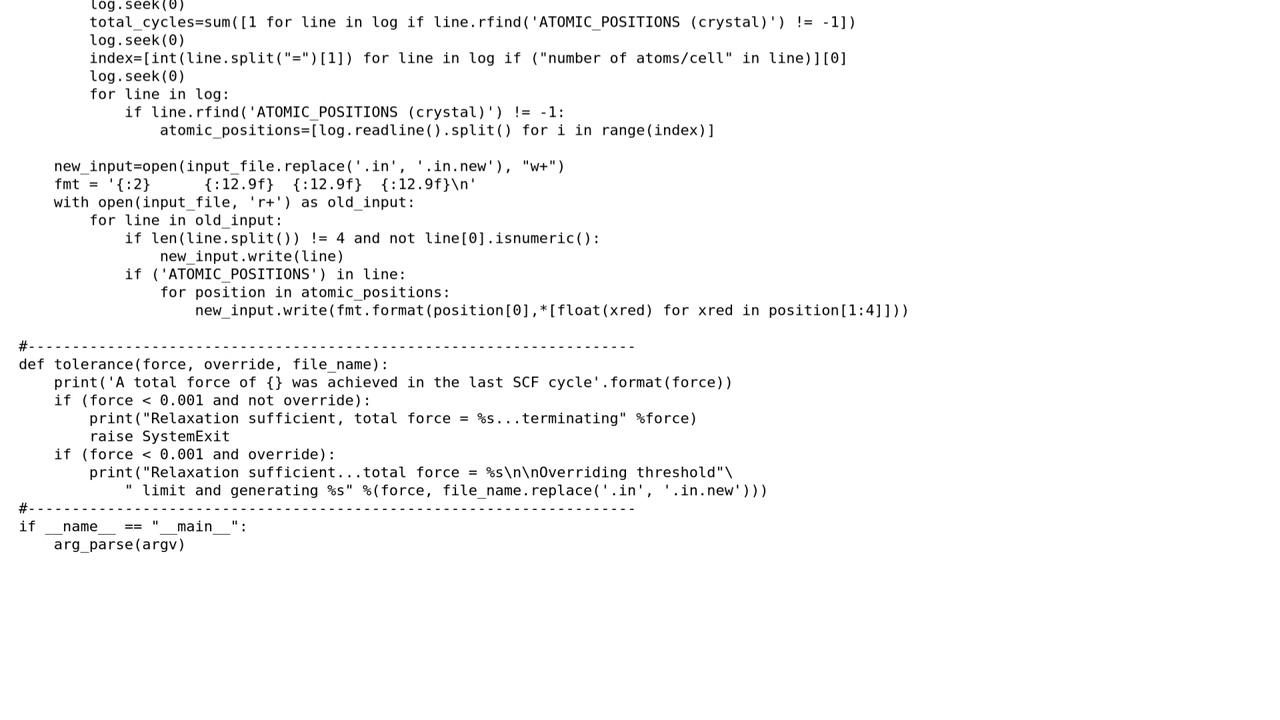 log.seek(0)
        total_cycles=sum([1 for line in log if line.rfind('ATOMIC_POSITIONS (crystal)') != -1])
        log.seek(0)
        index=[int(line.split("=")[1]) for line in log if ("number of atoms/cell" in line)][0]
        log.seek(0)
        for line in log:
            if line.rfind('ATOMIC_POSITIONS (crystal)') != -1:
                atomic_positions=[log.readline().split() for i in range(index)]

    new_input=open(input_file.replace('.in', '.in.new'), "w+")
    fmt = '{:2}      {:12.9f}  {:12.9f}  {:12.9f}\n'
    with open(input_file, 'r+') as old_input:
        for line in old_input:
            if len(line.split()) != 4 and not line[0].isnumeric():
                new_input.write(line)
            if ('ATOMIC_POSITIONS') in line:
                for position in atomic_positions:
                    new_input.write(fmt.format(position[0],*[float(xred) for xred in position[1:4]]))

#---------------------------------------------------------------------
def tolerance(force, override, file_name):
    print('A total force of {} was achieved in the last SCF cycle'.format(force))
    if (force < 0.001 and not override):
        print("Relaxation sufficient, total force = %s...terminating" %force)
        raise SystemExit
    if (force < 0.001 and override):
        print("Relaxation sufficient...total force = %s\n\nOverriding threshold"\
            " limit and generating %s" %(force, file_name.replace('.in', '.in.new')))
#---------------------------------------------------------------------
if __name__ == "__main__":
    arg_parse(argv)